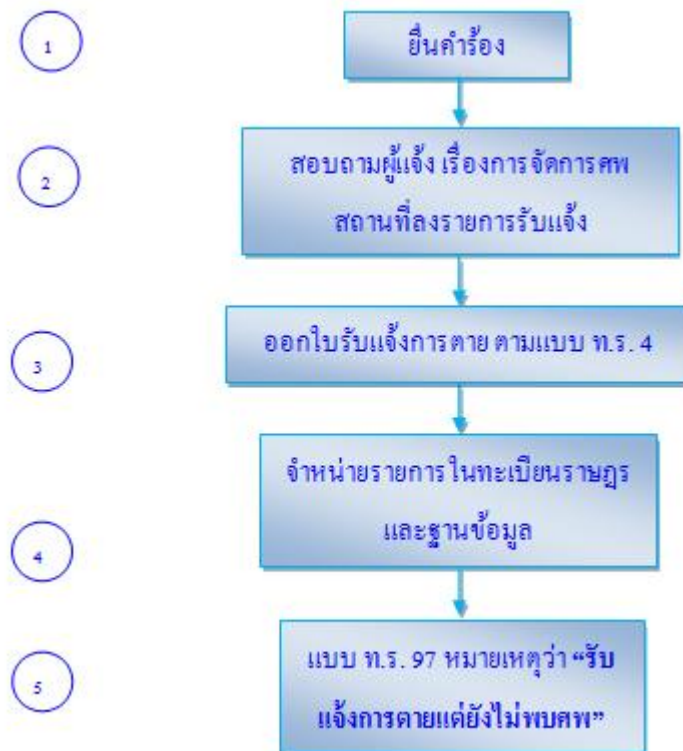 1
ยื่นคำร้อง
2
สอบถามผู้แจ้ง เรื่องการจัดการศพ
สถานที่ลงรายการรับแจ้ง
3
ออกใบรับแจ้งการตาย ตามแบบ ท.ร. 4
4
จำหน่ายรายการในทะเบียนราษฎร
และฐานข้อมูล
5
แบบ ท.ร. 97 หมายเหตุว่า “รับ
แจ้งการตายแต่ยังไม่พบศพ”